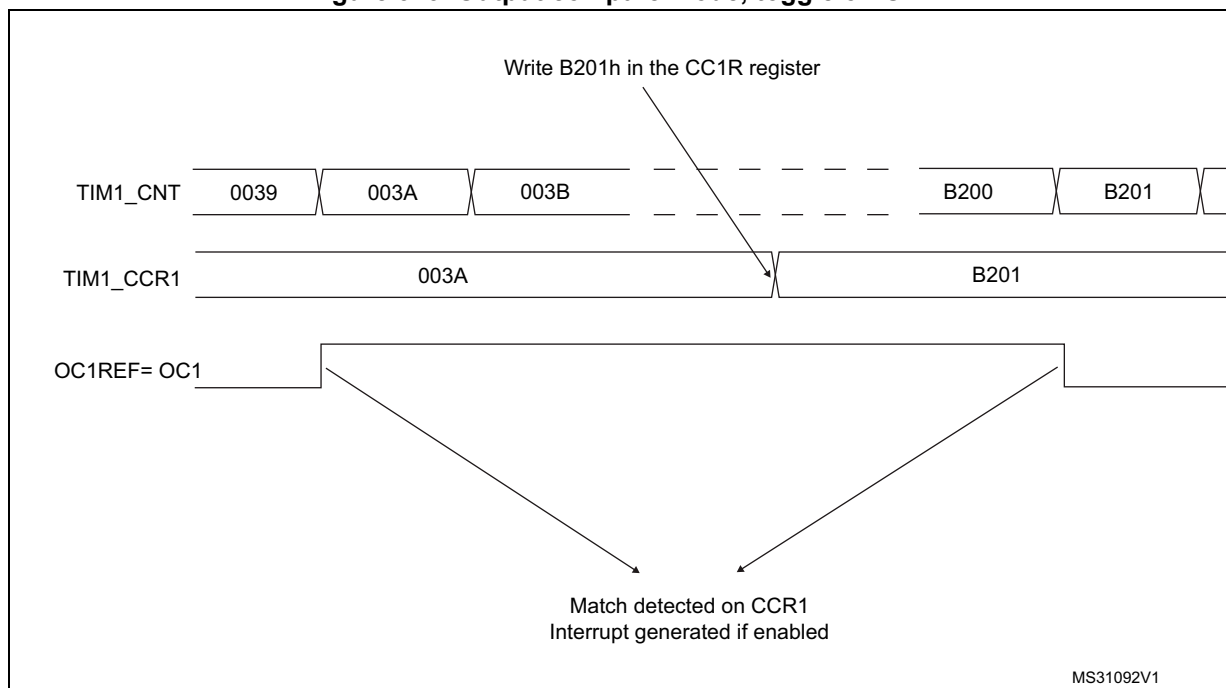 Write B201h in the CC1R register
TIM1_CNT 0039 003A 003B B200 B201
TIM1_CCR1 003A B201
OC1REF= OC1
Match detected on CCR1
Interrupt generated if enabled
MS31092V1